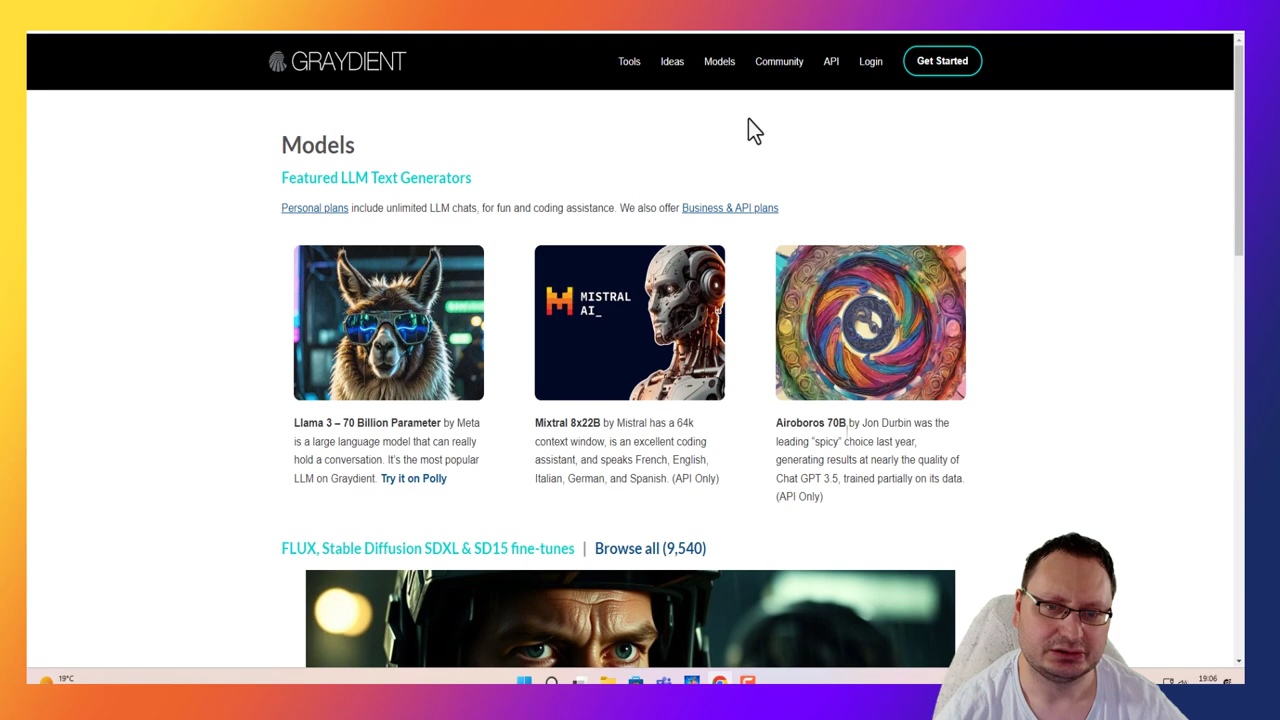 GRAYDIENT
Tools Ideas Models Community API Login Get Started
Models
Featured LLM Text Generators
Personal plans include unlimited LLM chats, for fun and coding assistance. We also offer Business & API plans
MISTRAL
AI_
Llama 3 – 70 Billion Parameter by Meta
is a large language model that can really
hold a conversation. It's the most popular
LLM on Graydient. Try it on Polly
Mixtral 8x22B by Mistral has a 64k
context window, is an excellent coding
assistant, and speaks French, English,
Italian, German, and Spanish. (API Only)
Airoboros 70B by Jon Durbin was the
leading "spicy" choice last year,
generating results at nearly the quality of
Chat GPT 3.5, trained partially on its data.
(API Only)
FLUX, Stable Diffusion SDXL & SD15 fine-tunes | Browse all (9,540)
19°C
19:06